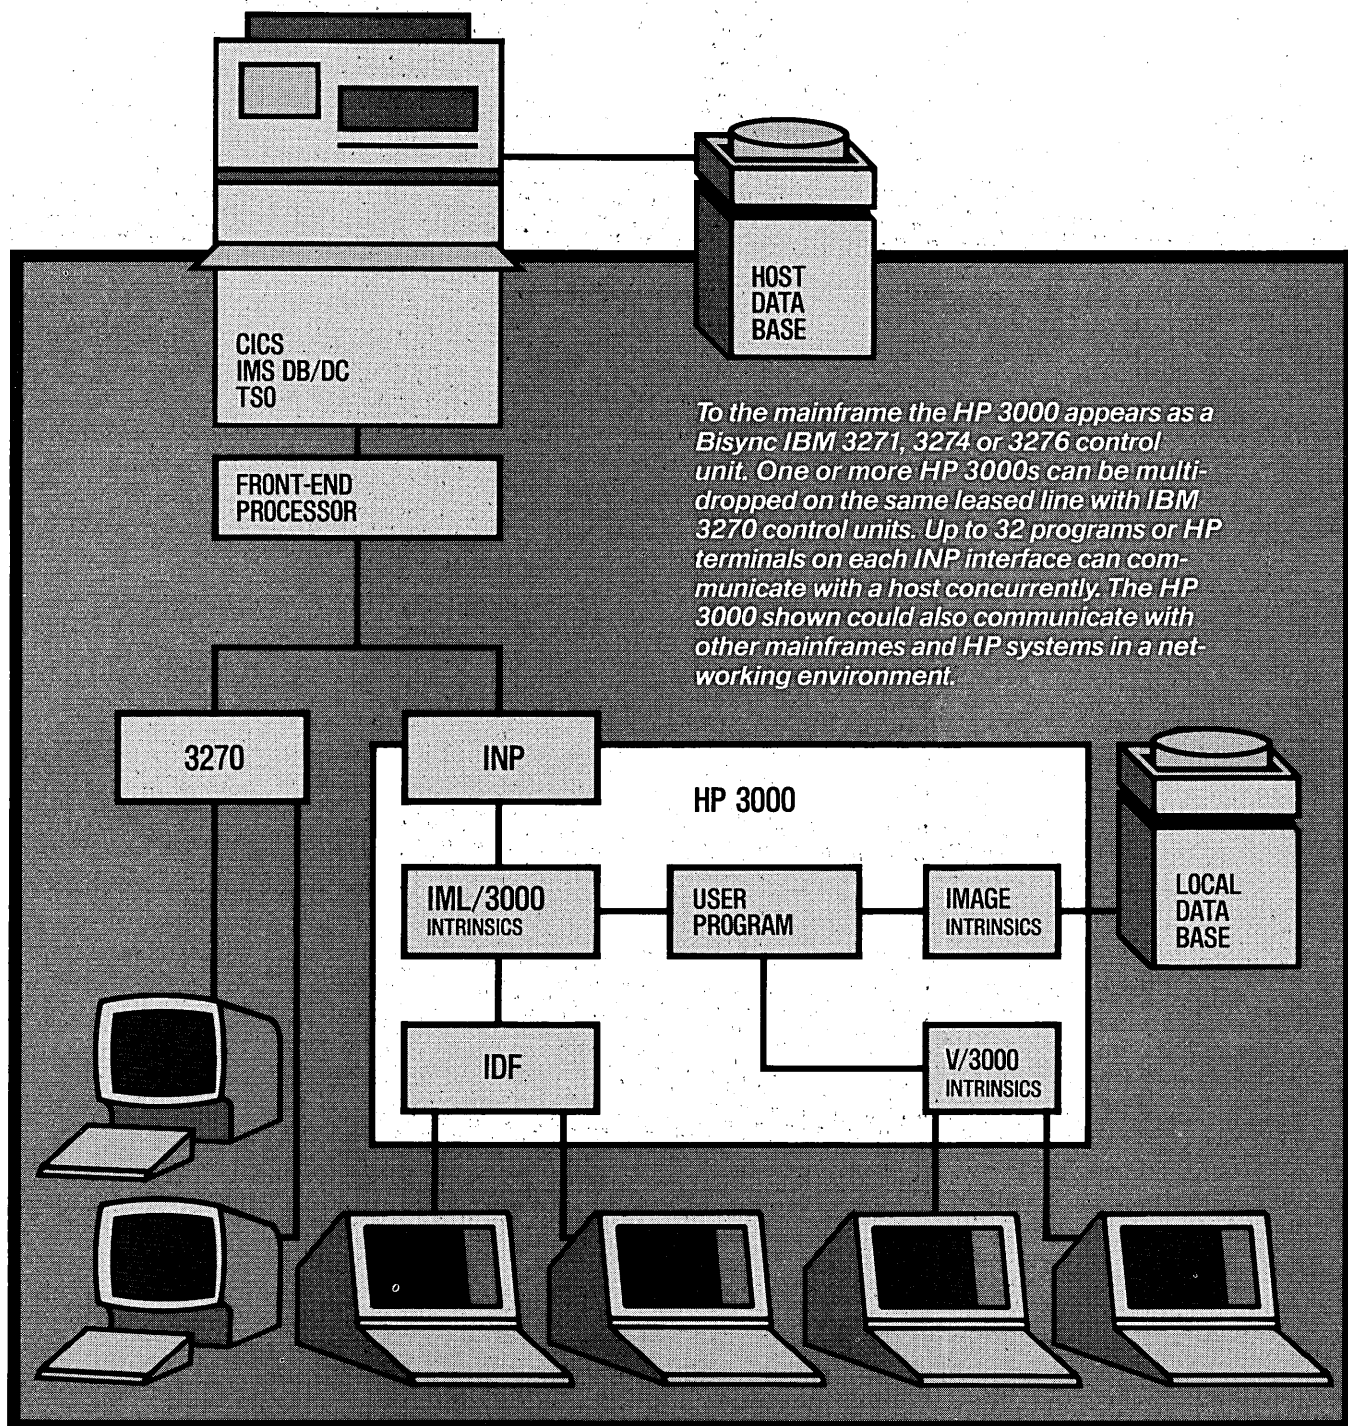 HOST
DATA
BASE
CICS
IMS DB/DC
TSO
To the mainframe the HP 3000 appears as a
Bisync IBM 3271, 3274 or 3276 control
unit. One or more HP 3000s can be multi-
dropped on the same leased line with IBM
3270 control units. Up to 32 programs or HP
terminals on each INP interface can com-
municate with a host concurrently. The HP
3000 shown could also communicate with
other mainframes and HP systems in a net-
working environment.
FRONT-END
PROCESSOR
3270
INP
HP 3000
IML/3000
INTRINSICS
USER
PROGRAM
IMAGE
INTRINSICS
LOCAL
DATA
BASE
IDF
V/3000
INTRINSICS